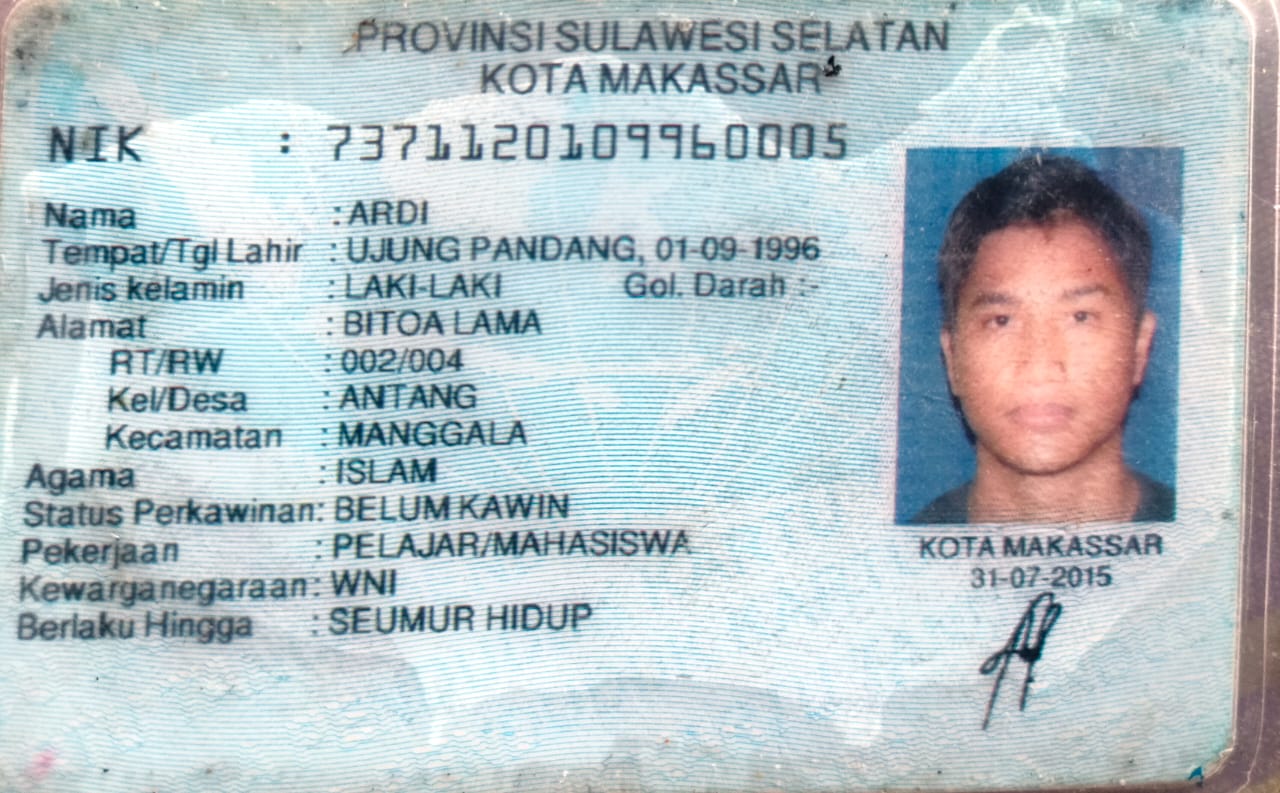 PROVINSI SULAWESI SELATAN
KOTA MAKASSAR
NIK : 7371120109960005
Nama : ARDI
Tempat/Tgl Lahir : UJUNG PANDANG, 01-09-1996
Jenis kelamin : LAKI-LAKI Gol. Darah :-
Alamat : BITOA LAMA
RT/RW : 002/004
Kel/Desa : ANTANG
Kecamatan : MANGGALA
Agama : ISLAM
Status Perkawinan: BELUM KAWIN
Pekerjaan : PELAJAR/MAHASISWA
Kewarganegaraan: WNI
Berlaku Hingga : SEUMUR HIDUP
KOTA MAKASSAR
31-07-2015